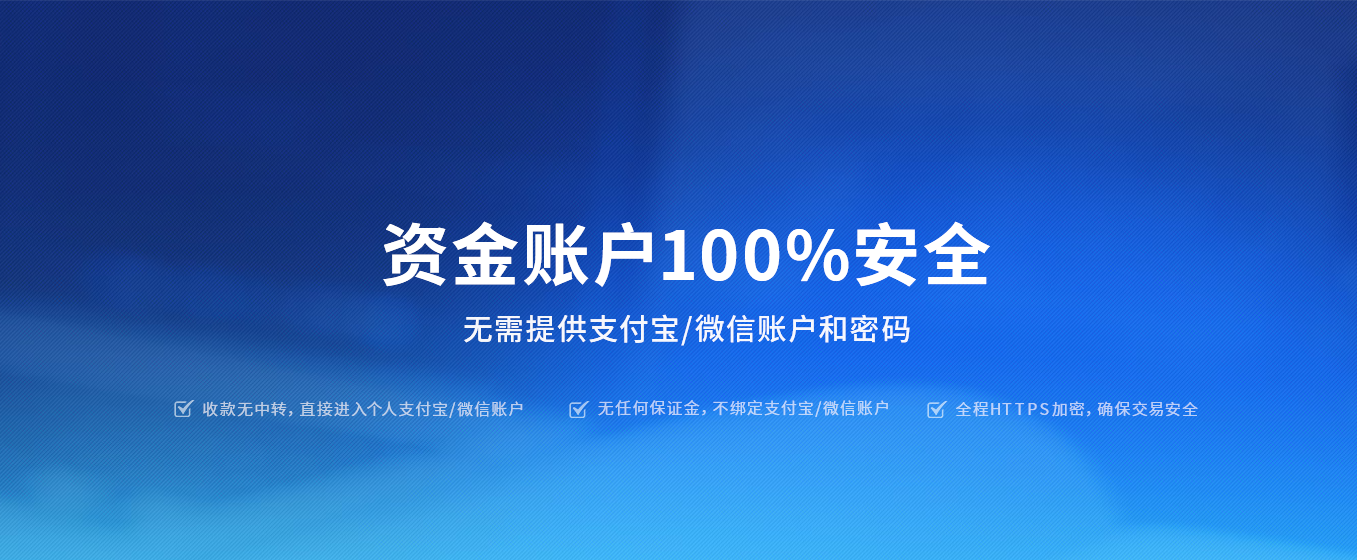 资金账户100%安全
无需提供支付宝/微信账户和密码
收款无中转，直接进入个人支付宝/微信账户
无任何保证金，不绑定支付宝/微信账户
全程HTTPS加密，确保交易安全